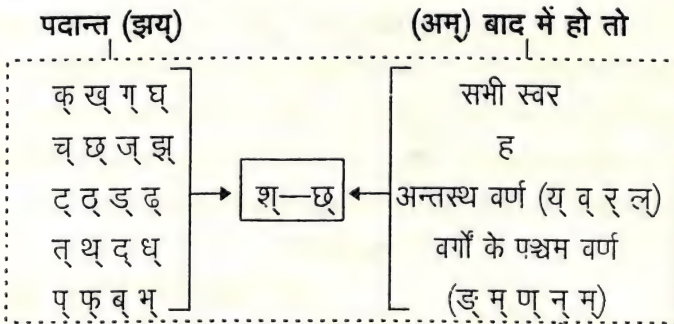 पदान्त (झय्) (अम्) बाद में हो तो
क् ख् ग् घ्
च् छ् ज् झ्
ट् ठ् ड् ढ्
त् थ् द् ध्
प् फ् ब् भ्
श्—छ्
सभी स्वर
ह
अन्तस्थ वर्ण (य् व् र् ल्)
वर्गों के पञ्चम वर्ण
(ङ् म् ण् न् म्)